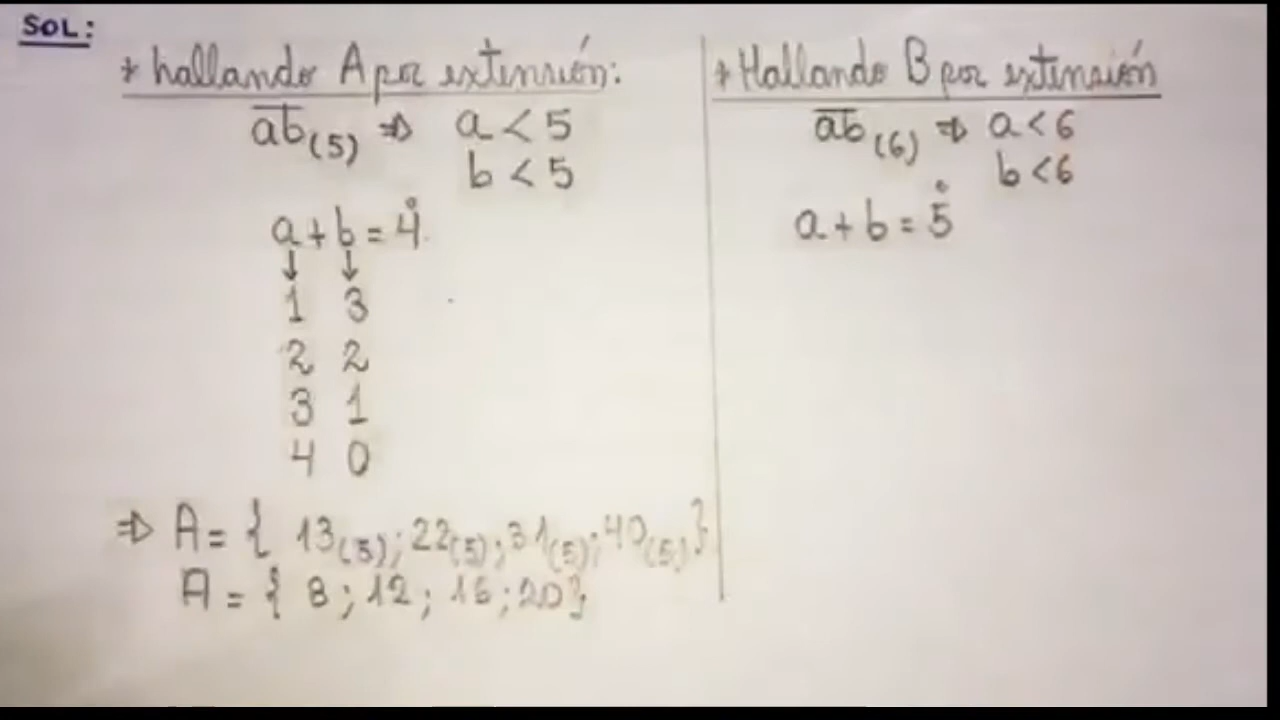 SOL:
* hallando A por extensión:
ab(5) ⇒ a < 5
b < 5
a + b = 4°
↓ ↓
1 3
2 2
3 1
4 0
⇒ A = { 13(5) ; 22(5) ; 31(5) ; 40(5) }
A = { 8 ; 12 ; 16 ; 20 }
* Hallando B por extensión
ab(6) ⇒ a < 6
b < 6
a + b = 5°